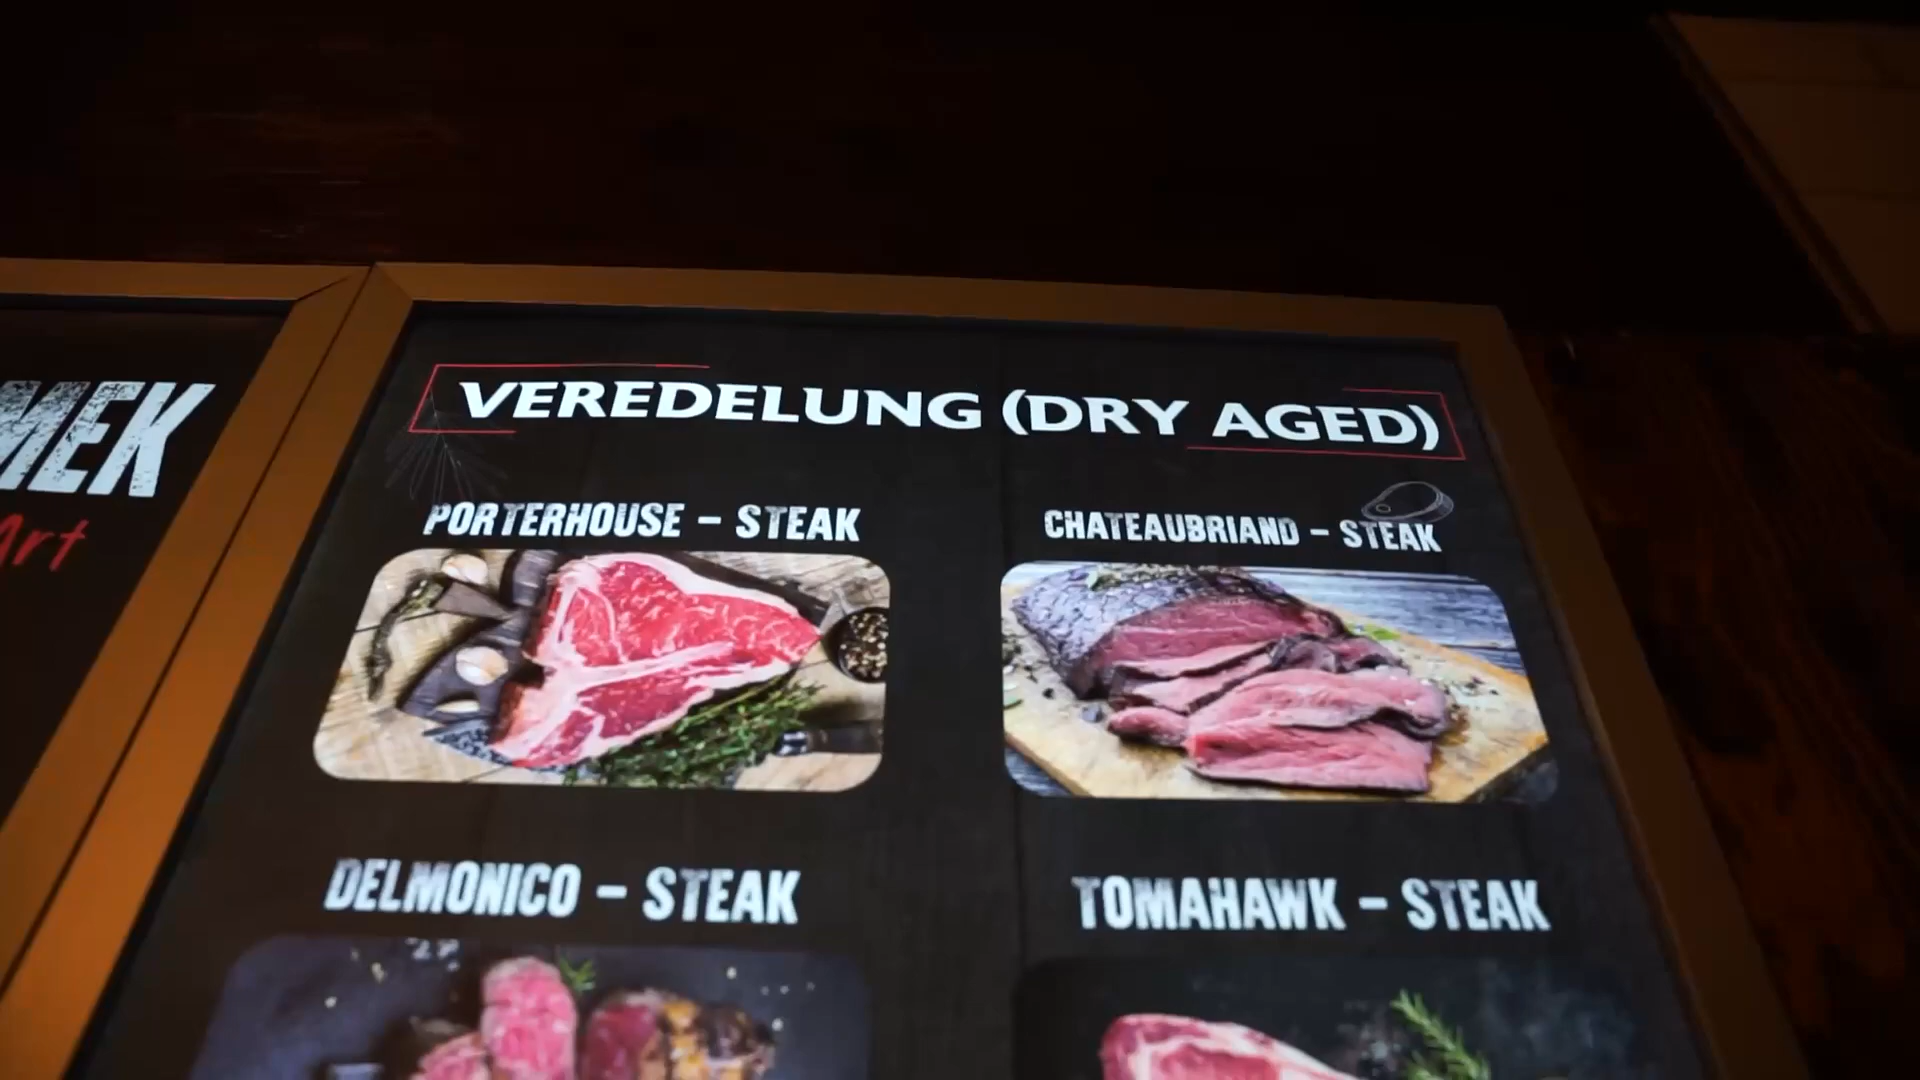 MEK
Art
VEREDELUNG (DRY AGED)
PORTERHOUSE – STEAK
CHATEAUBRIAND – STEAK
DELMONICO – STEAK
TOMAHAWK – STEAK